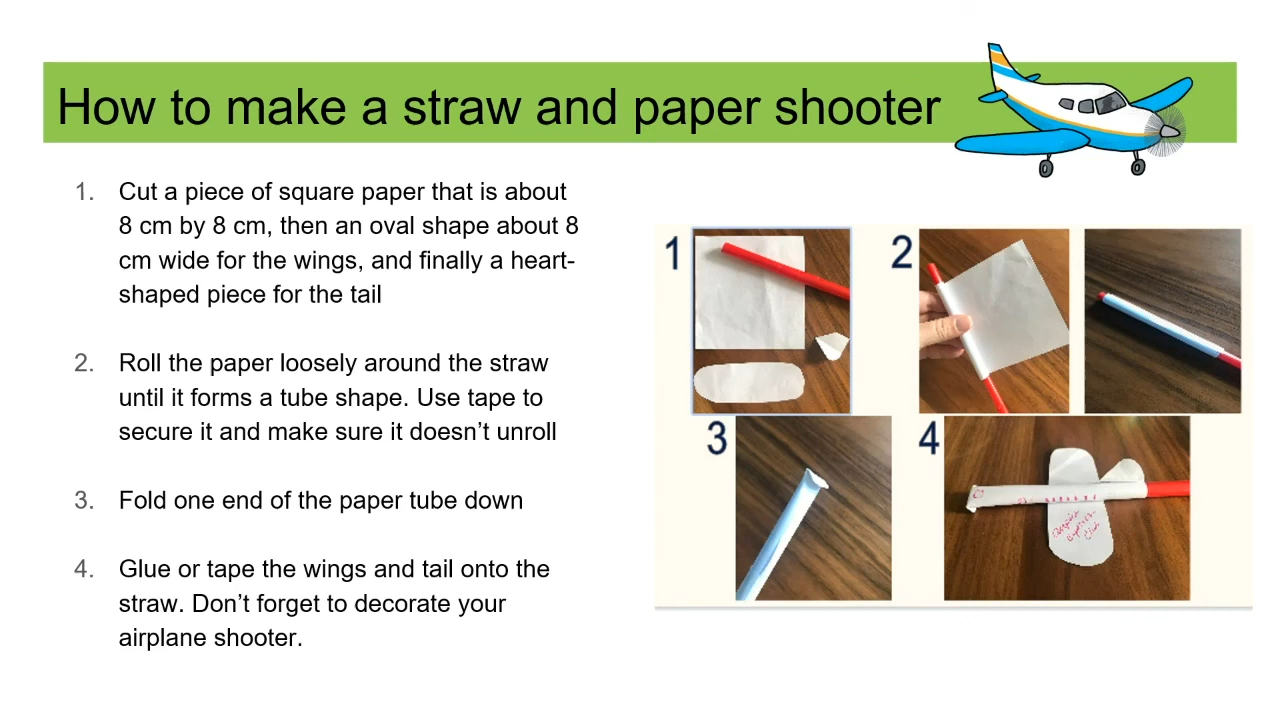 How to make a straw and paper shooter
1. Cut a piece of square paper that is about
8 cm by 8 cm, then an oval shape about 8
cm wide for the wings, and finally a heart-
shaped piece for the tail
2. Roll the paper loosely around the straw
until it forms a tube shape. Use tape to
secure it and make sure it doesn’t unroll
3. Fold one end of the paper tube down
4. Glue or tape the wings and tail onto the
straw. Don’t forget to decorate your
airplane shooter.
1
2
3
4